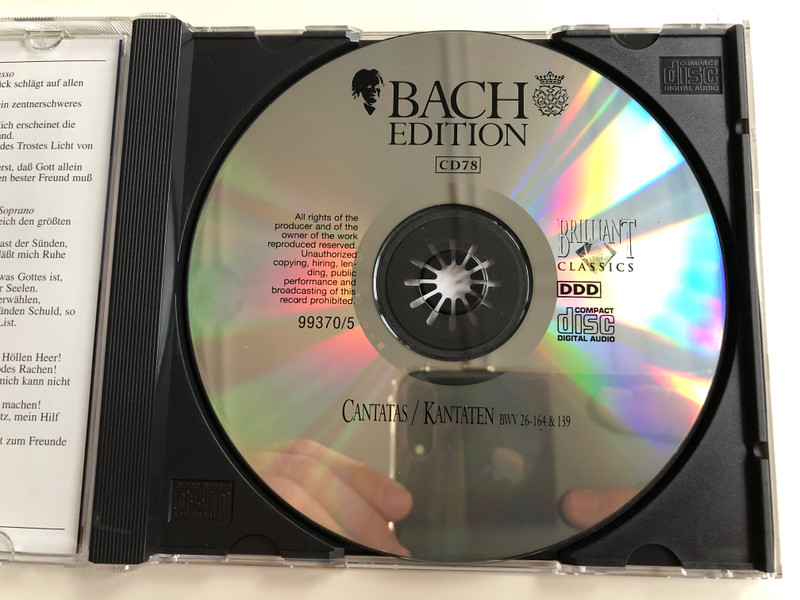 sso
ick schlägt auf allen
ein zentnerschweres
lich erscheinet die
and.
des Trostes Licht von
erst, daß Gott allein
en bester Freund muß
Soprano
eich den größten
ast der Sünden,
läßt mich Ruhe
was Gottes ist,
r Seelen.
erwählen,
ünden Schuld, so
List.
Höllen Heer!
odes Rachen!
mich kann nicht
machen!
tz, mein Hilf
t zum Freunde
BACH
EDITION
CD78
All rights of the
producer and of the
owner of the work
reproduced reserved.
Unauthorized
copying, hiring, len-
ding, public
performance and
broadcasting of this
record prohibited.
99370/5
BRILLIANT
CLASSICS
DDD
COMPACT
disc
DIGITAL AUDIO
CANTATAS / KANTATEN BWV 26-164 & 139
COMPACT
disc
DIGITAL AUDIO